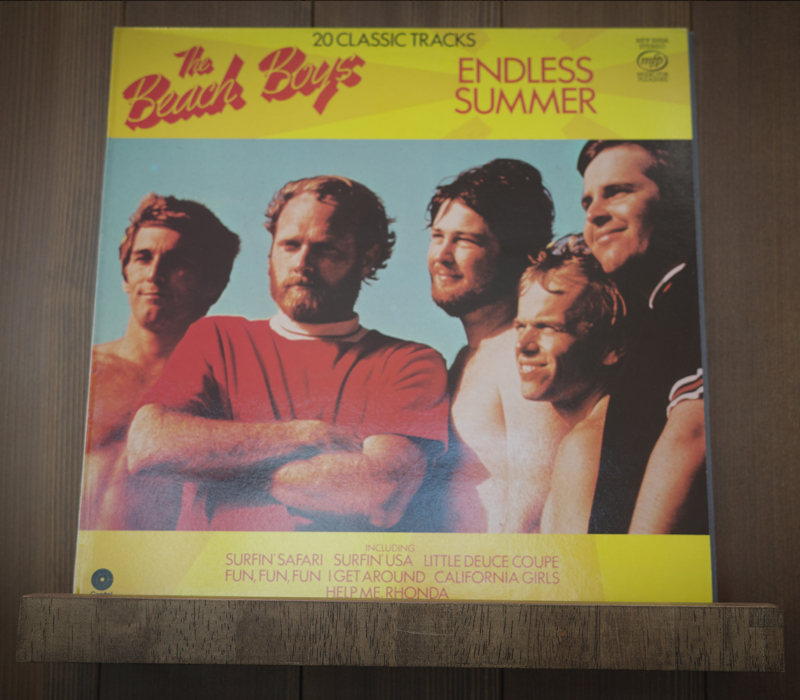 20 CLASSIC TRACKS
The
Beach Boys
ENDLESS
SUMMER
mfp
INCLUDING:
SURFIN' SAFARI SURFIN' USA LITTLE DEUCE COUPE
FUN, FUN, FUN I GET AROUND CALIFORNIA GIRLS
HELP ME, RHONDA